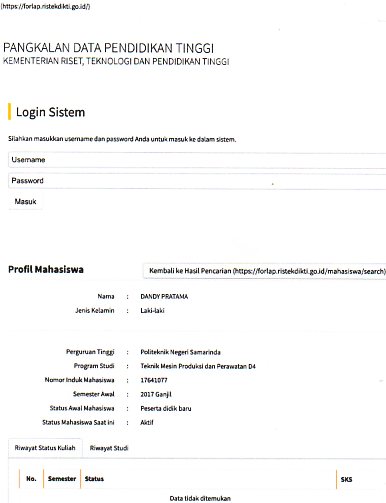 (https://forlap.ristekdikti.go.id/)
PANGKALAN DATA PENDIDIKAN TINGGI
KEMENTERIAN RISET, TEKNOLOGI DAN PENDIDIKAN TINGGI
Login Sistem
Silahkan masukkan username dan password Anda untuk masuk ke dalam sistem.
Username
Password
Masuk
Profil Mahasiswa
Kembali ke Hasil Pencarian (https://forlap.ristekdikti.go.id/mahasiswa/search)
Nama : DANDY PRATAMA
Jenis Kelamin : Laki-laki
Perguruan Tinggi : Politeknik Negeri Samarinda
Program Studi : Teknik Mesin Produksi dan Perawatan D4
Nomor Induk Mahasiswa : 17641077
Semester Awal : 2017 Ganjil
Status Awal Mahasiswa : Peserta didik baru
Status Mahasiswa Saat ini : Aktif
Riwayat Status Kuliah Riwayat Studi
No. Semester Status SKS
Data tidak ditemukan